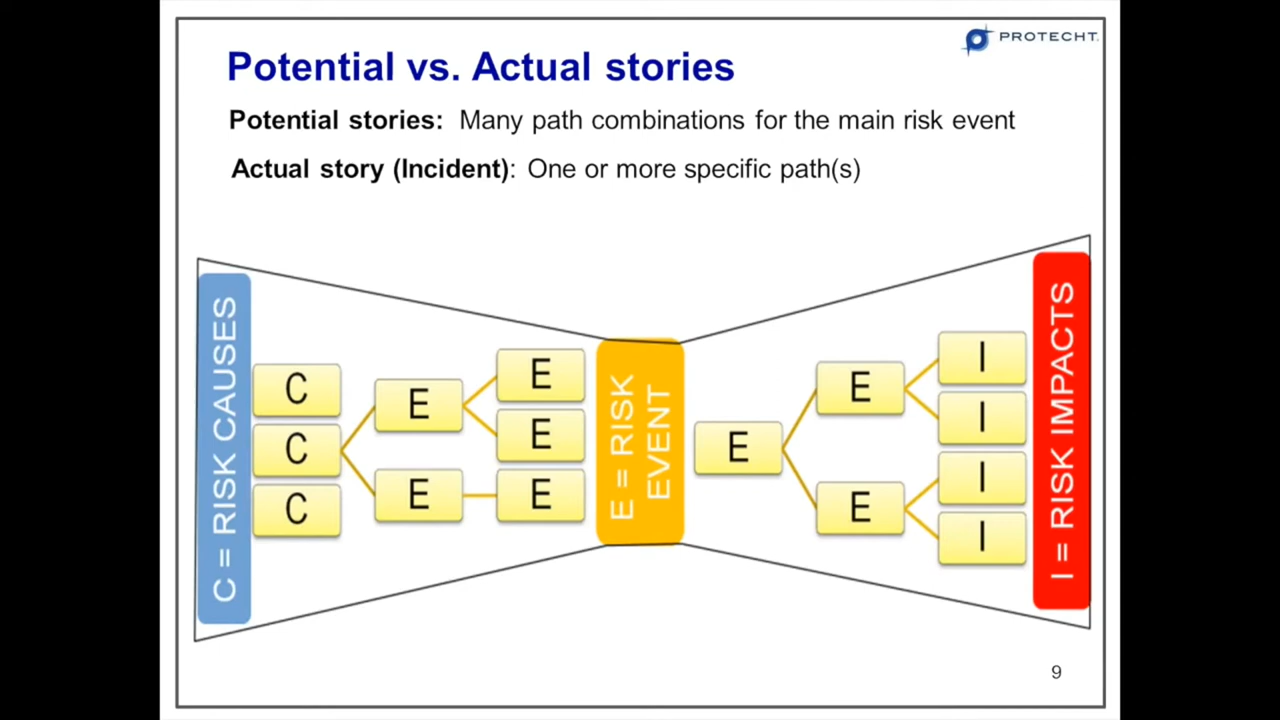 PROTECHT.
Potential vs. Actual stories
Potential stories: Many path combinations for the main risk event
Actual story (Incident): One or more specific path(s)
C = RISK CAUSES
C
C
C
E
E
E
E
E
E = RISK
EVENT
E
E
E
I
I
I
I
I = RISK IMPACTS
9